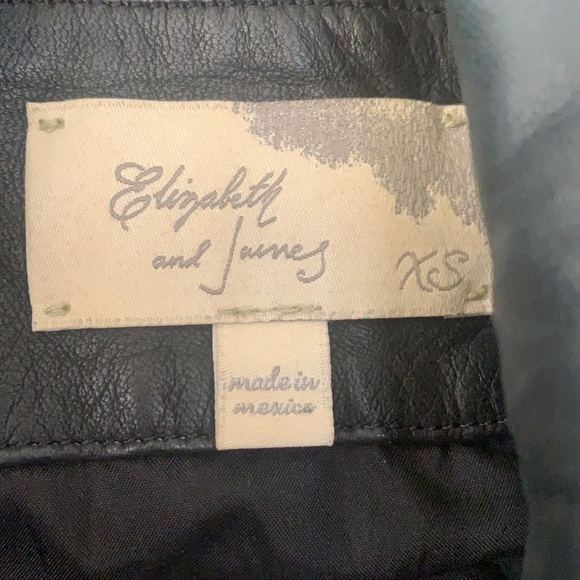 Elizabeth
and James
XS
made in
mexico